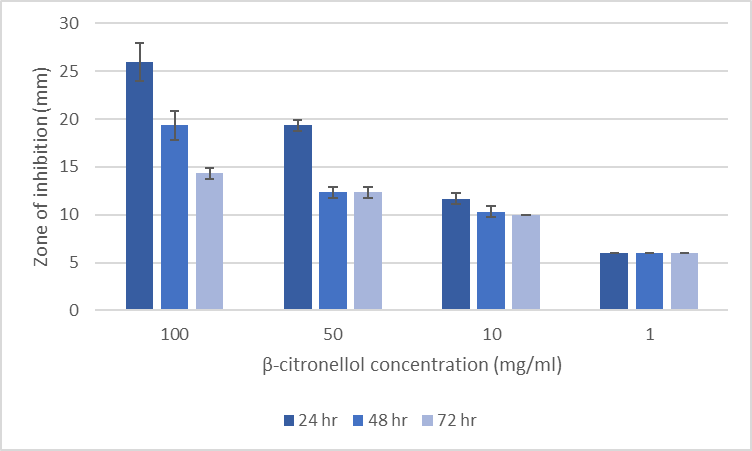 30
25
20
15
10
5
0
Zone of inhibition (mm)
100 50 10 1
β-citronellol concentration (mg/ml)
24 hr 48 hr 72 hr